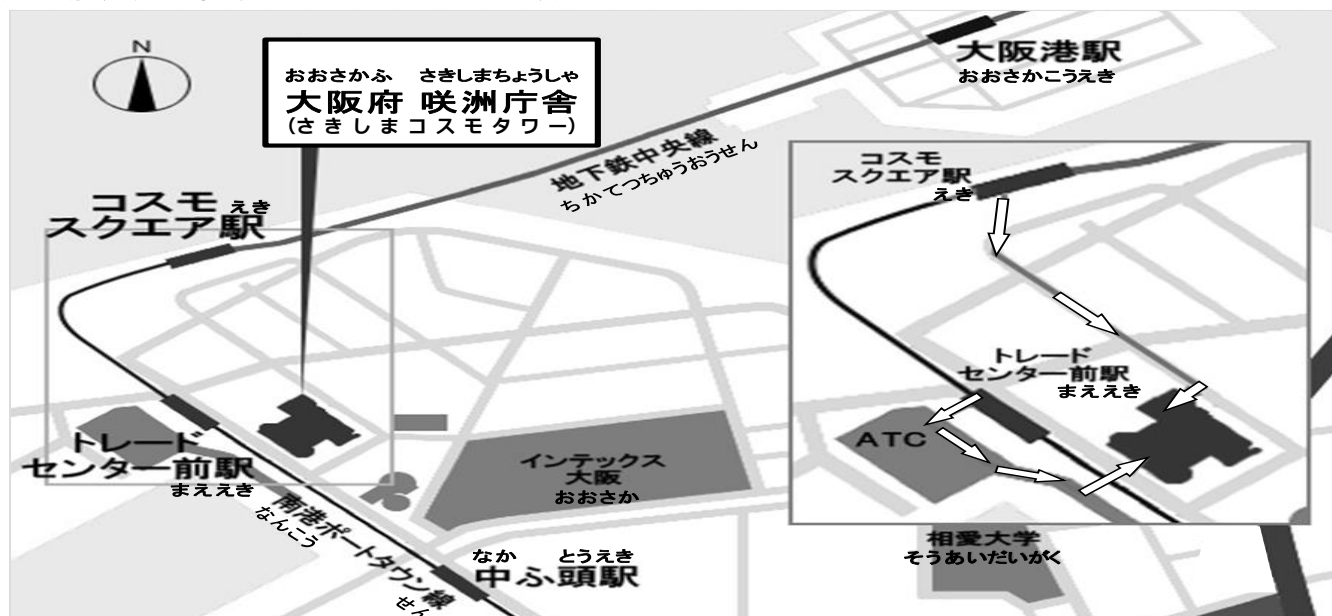 N
おおさかふ さきしまちょうしゃ
大阪府 咲洲庁舎
(さきしまコスモタワー)
大阪港駅
おおさかこうえき
地下鉄中央線
ちかてつちゅうおうせん
コスモ
スクエア駅
えき
トレード
センター前駅
まええき
南港ポートタウン線
なんこう
せん
インテックス
大阪
おおさか
なか とうえき
中ふ頭駅
コスモ
スクエア駅
えき
トレード
センター前駅
まええき
ATC
相愛大学
そうあいだいがく